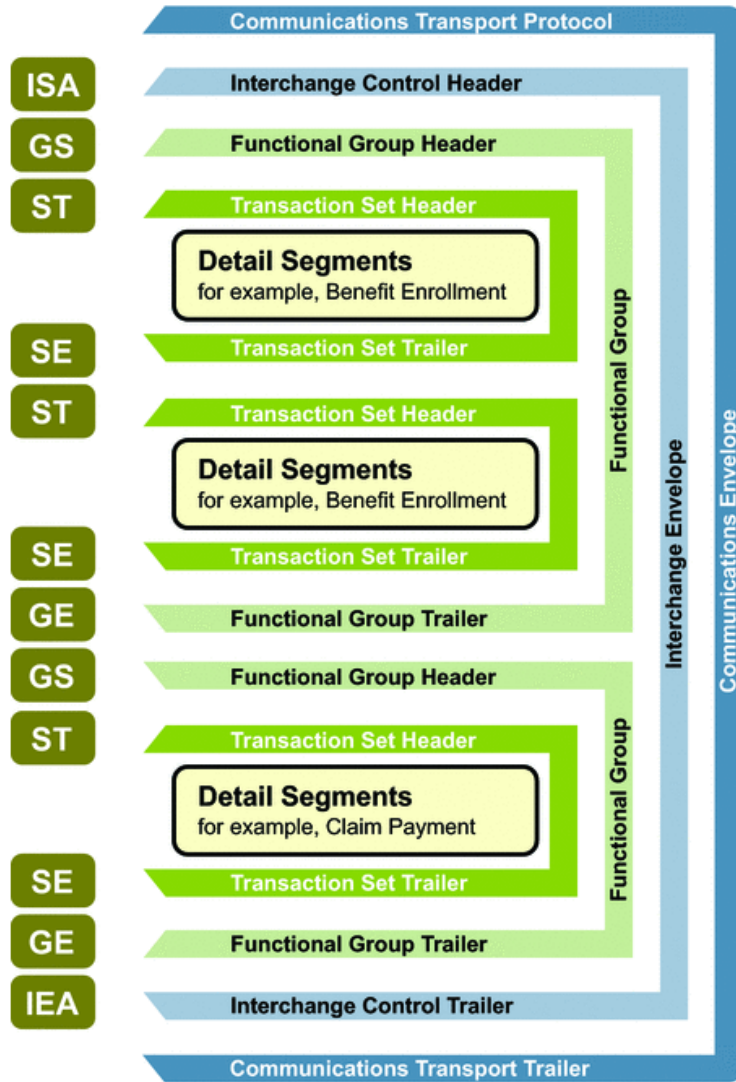 Communications Transport Protocol
ISA
Interchange Control Header
GS
Functional Group Header
ST
Transaction Set Header
Detail Segments
for example, Benefit Enrollment
SE
Transaction Set Trailer
ST
Transaction Set Header
Detail Segments
for example, Benefit Enrollment
SE
Transaction Set Trailer
GE
Functional Group Trailer
Functional Group
GS
Functional Group Header
ST
Transaction Set Header
Detail Segments
for example, Claim Payment
SE
Transaction Set Trailer
GE
Functional Group Trailer
Functional Group
IEA
Interchange Control Trailer
Interchange Envelope
Communications Transport Trailer
Communications Envelope